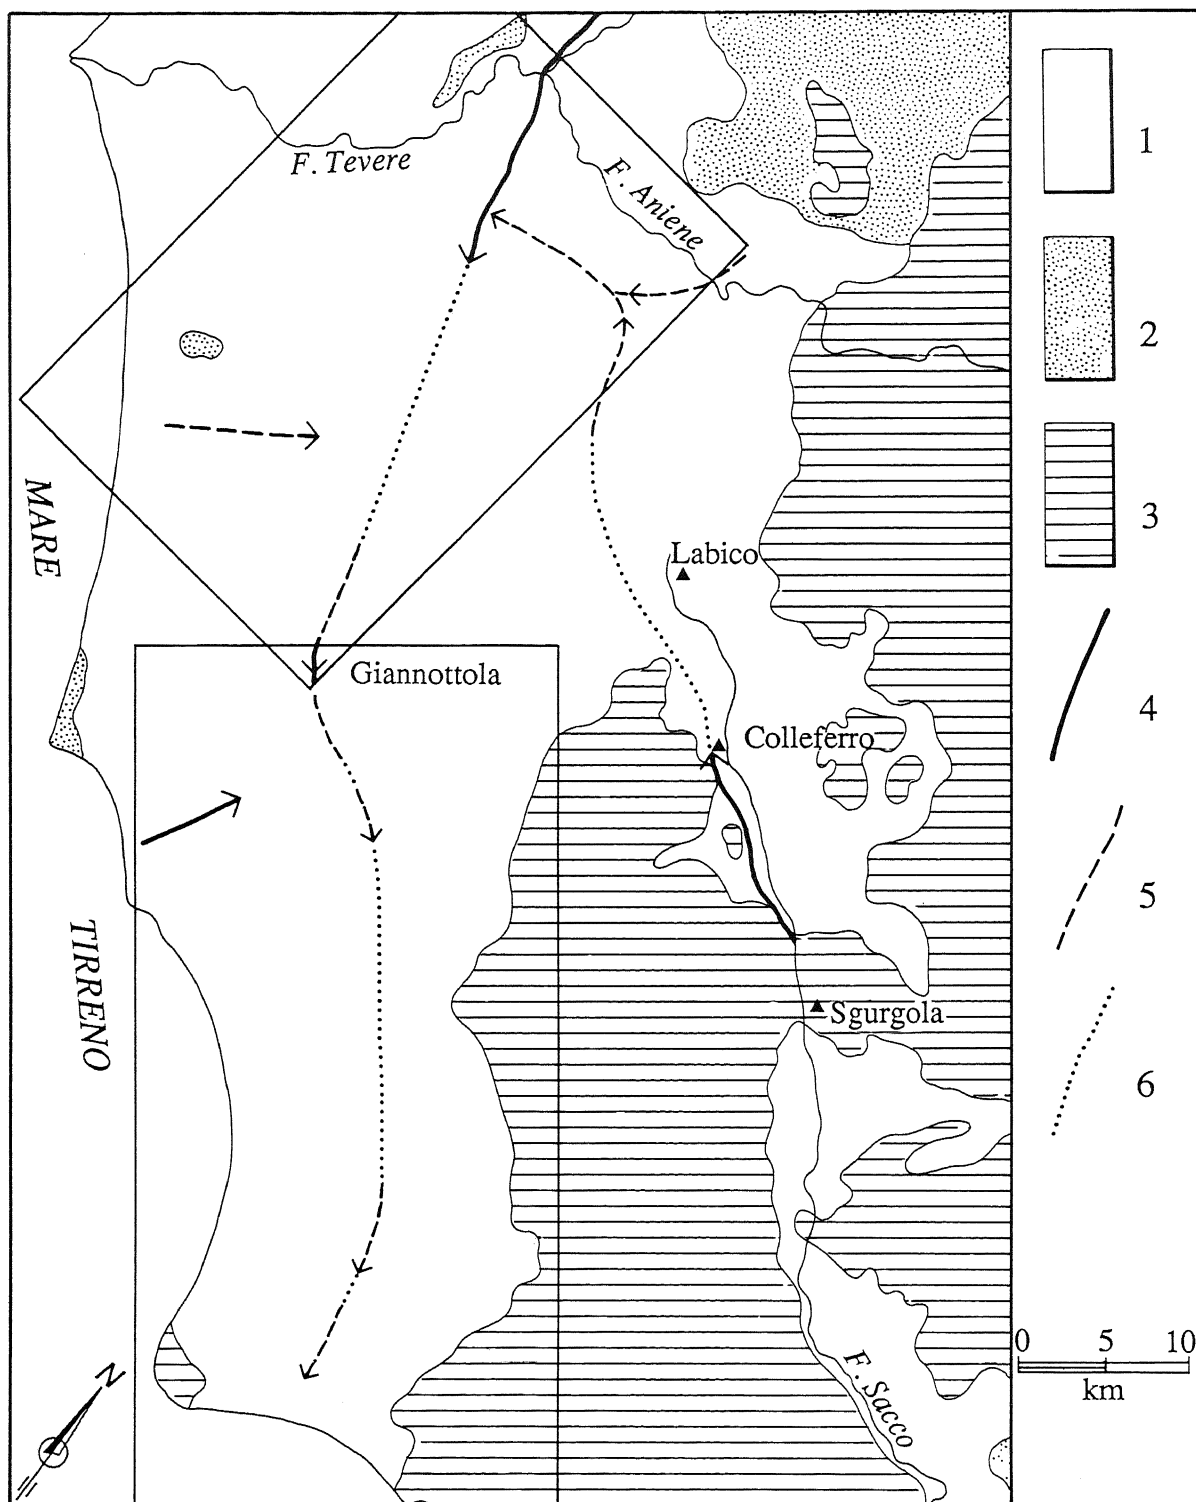 F. Tevere
F. Aniene
1
2
3
MARE
TIRRENO
Labico
Giannottola
Colleferro
4
5
Sgurgola
6
F. Sacco
N
0 5 10
km